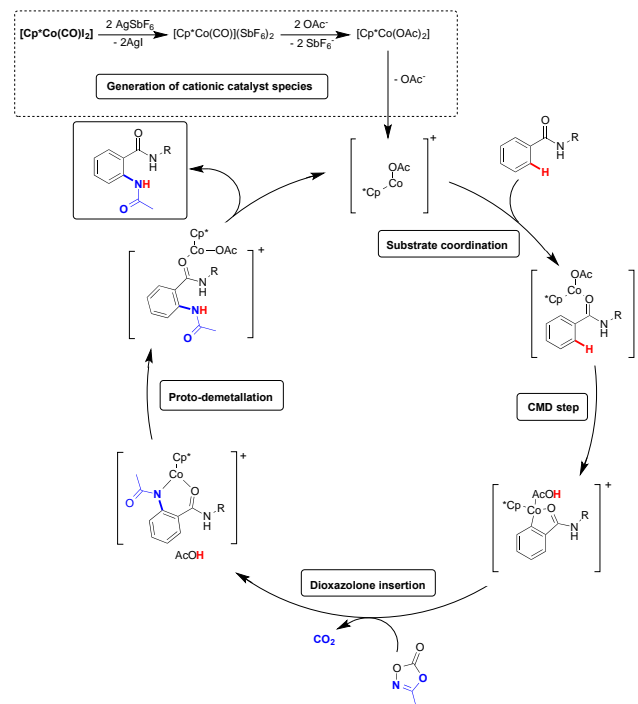 2 AgSbF6 2 OAc-
[Cp*Co(CO)I2] [Cp*Co(CO)](SbF6)2 [Cp*Co(OAc)2]
- 2AgI - 2 SbF6-
Generation of cationic catalyst species
- OAc-
O
R
N
H
NH
O
+
OAc
Co
*Cp
O
R
N
H
H
Substrate coordination
Cp*
Co OAc
O
R
N
H
NH
O
+
OAc
Co
*Cp
O
R
N
H
H
+
Proto-demetallation
CMD step
Cp*
Co
N
O
O
R
N
H
AcOH
+
AcOH
*Cp
Co
O
R
N
H
+
Dioxazolone insertion
CO2
O
O
O
N